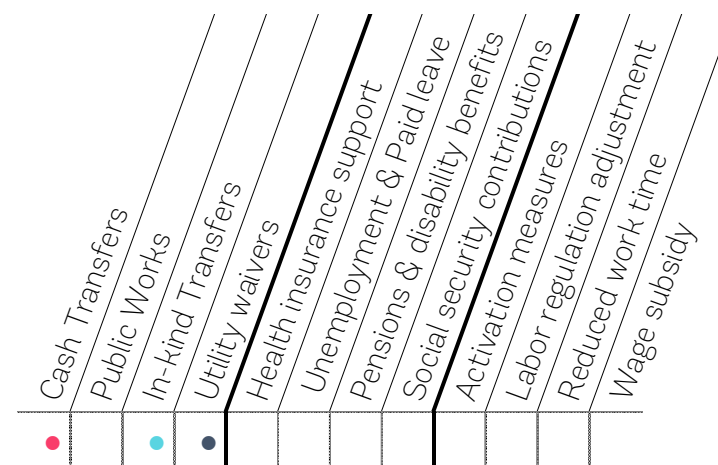 Cash Transfers
Public Works
In-kind Transfers
Utility waivers
Health insurance support
Unemployment & Paid leave
Pensions & disability benefits
Social security contributions
Activation measures
Labor regulation adjustment
Reduced work time
Wage subsidy